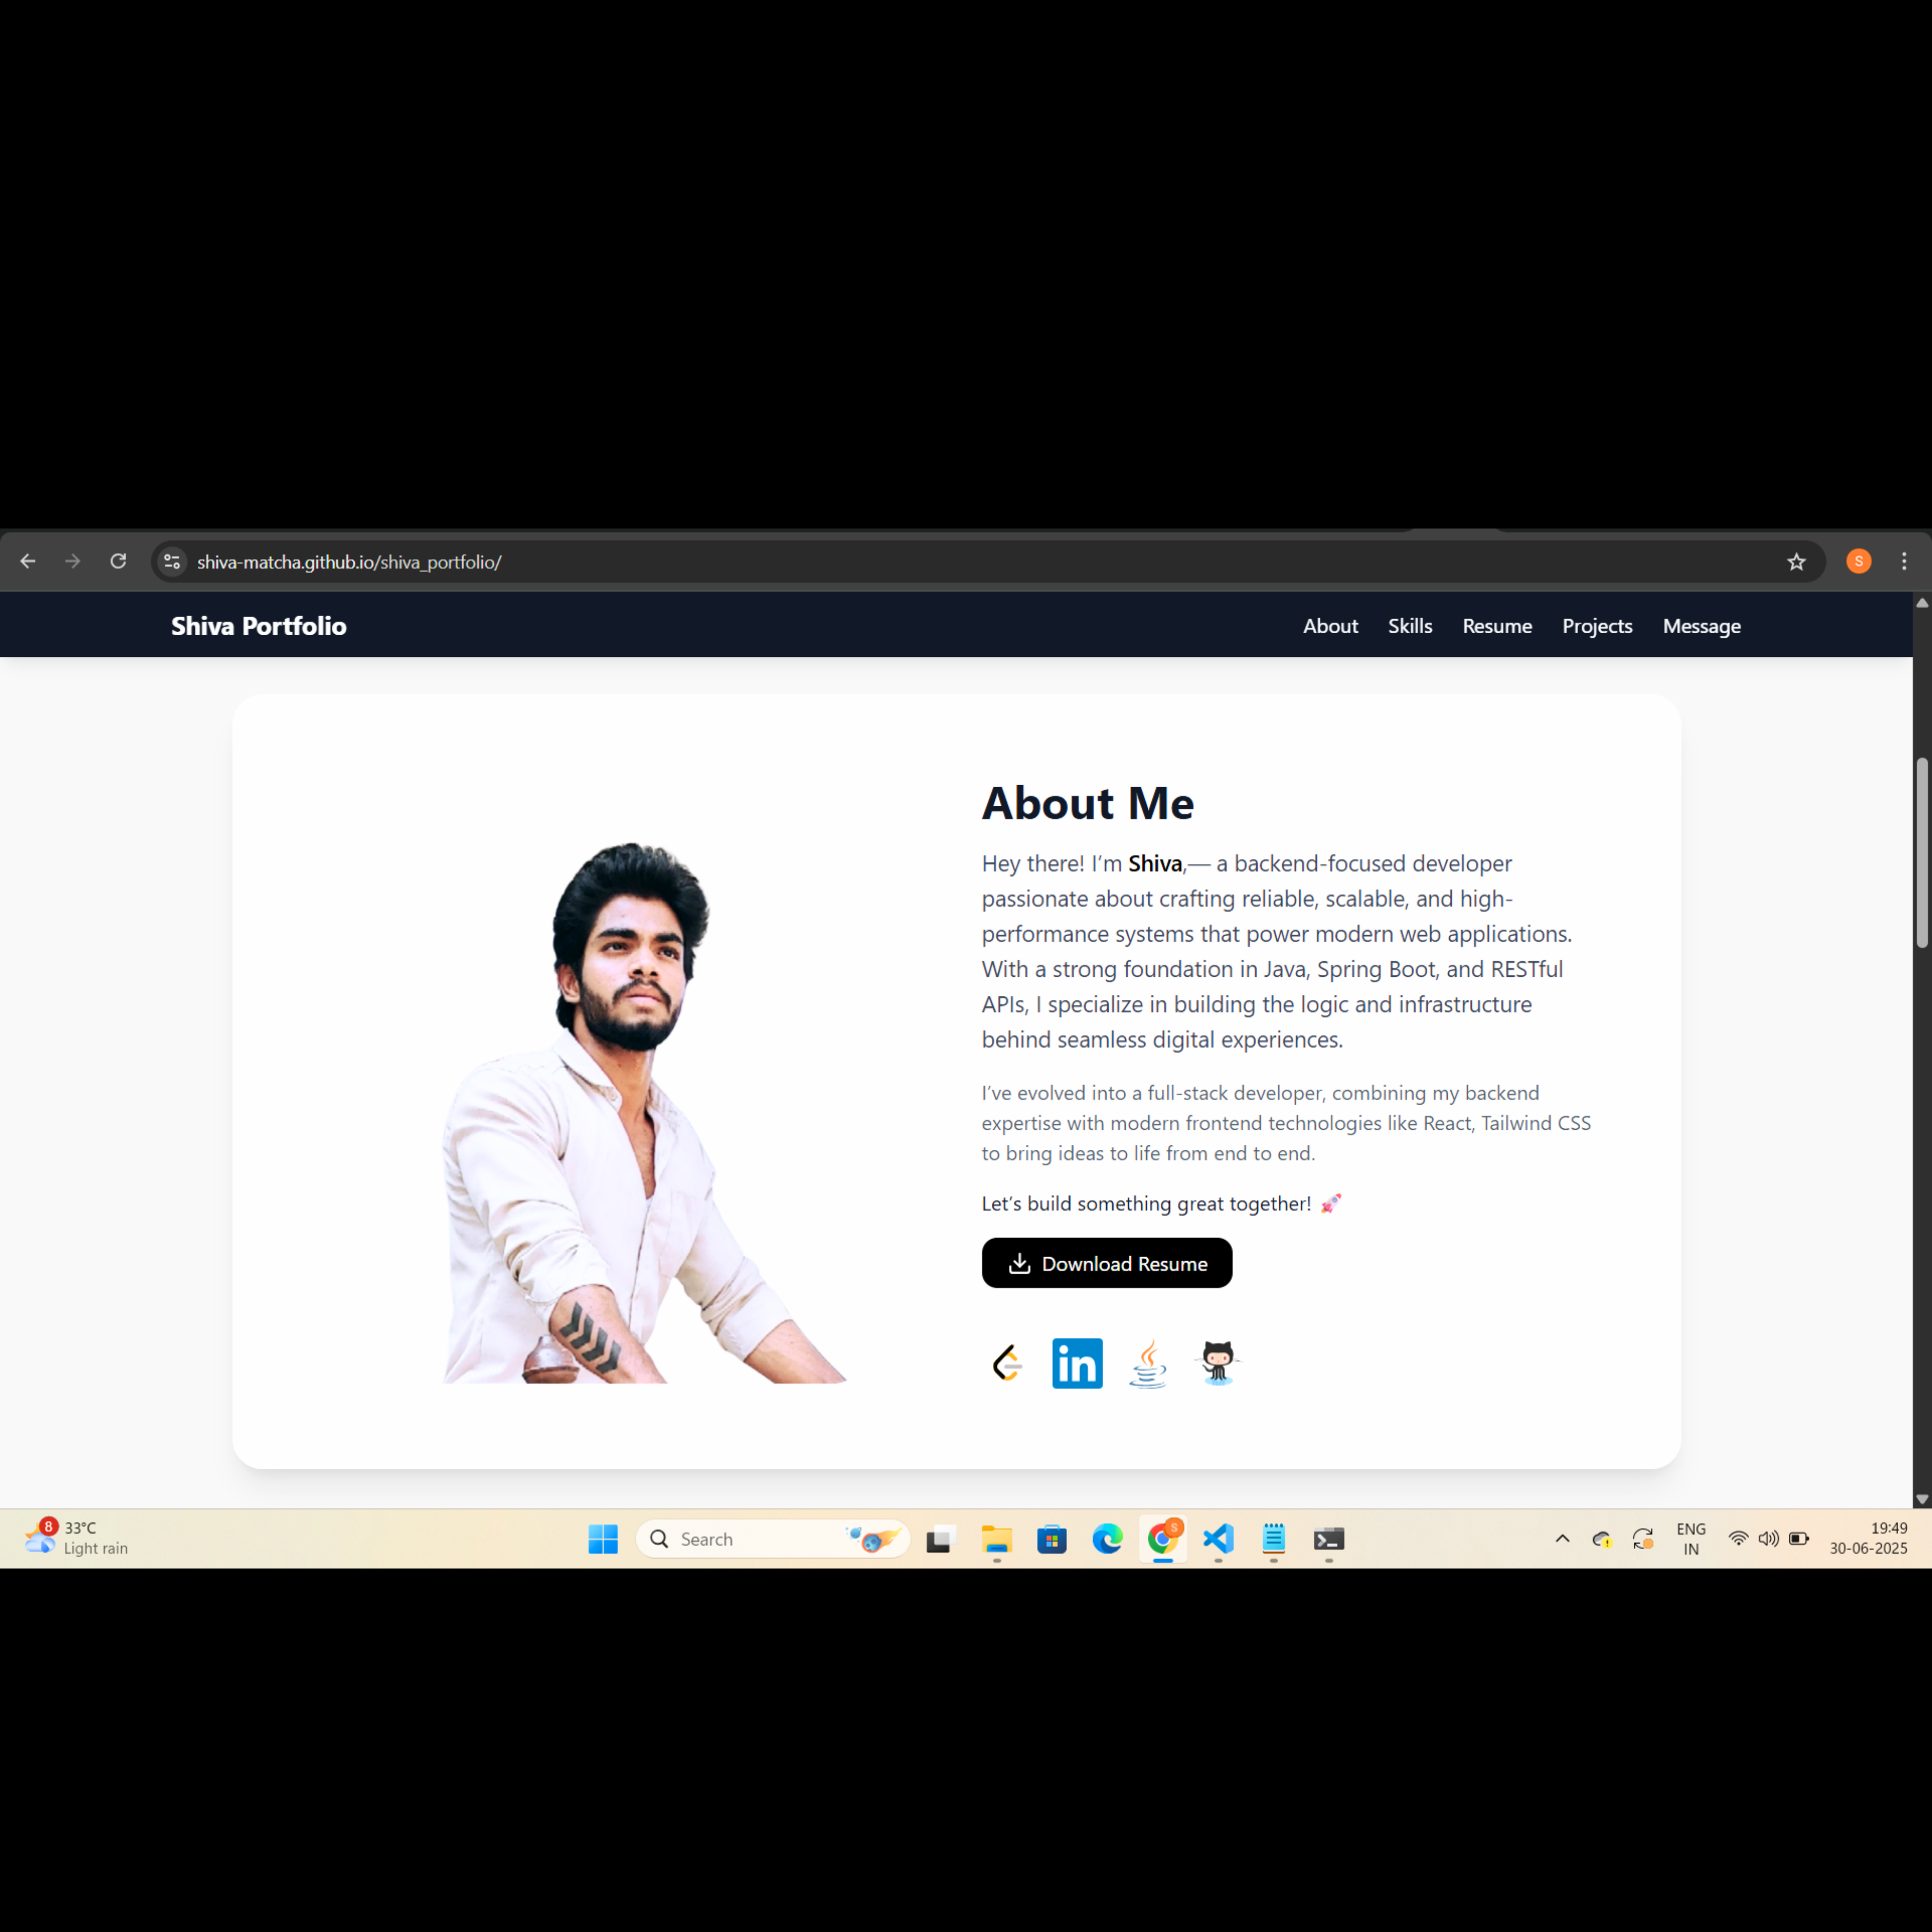 shiva-matcha.github.io/shiva_portfolio/
S
Shiva Portfolio
About Skills Resume Projects Message
About Me
Hey there! I’m Shiva,— a backend-focused developer
passionate about crafting reliable, scalable, and high-
performance systems that power modern web applications.
With a strong foundation in Java, Spring Boot, and RESTful
APIs, I specialize in building the logic and infrastructure
behind seamless digital experiences.
I’ve evolved into a full-stack developer, combining my backend
expertise with modern frontend technologies like React, Tailwind CSS
to bring ideas to life from end to end.
Let’s build something great together! 🚀
Download Resume
in
8
33°C
Light rain
Search
S
ENG
IN
19:49
30-06-2025